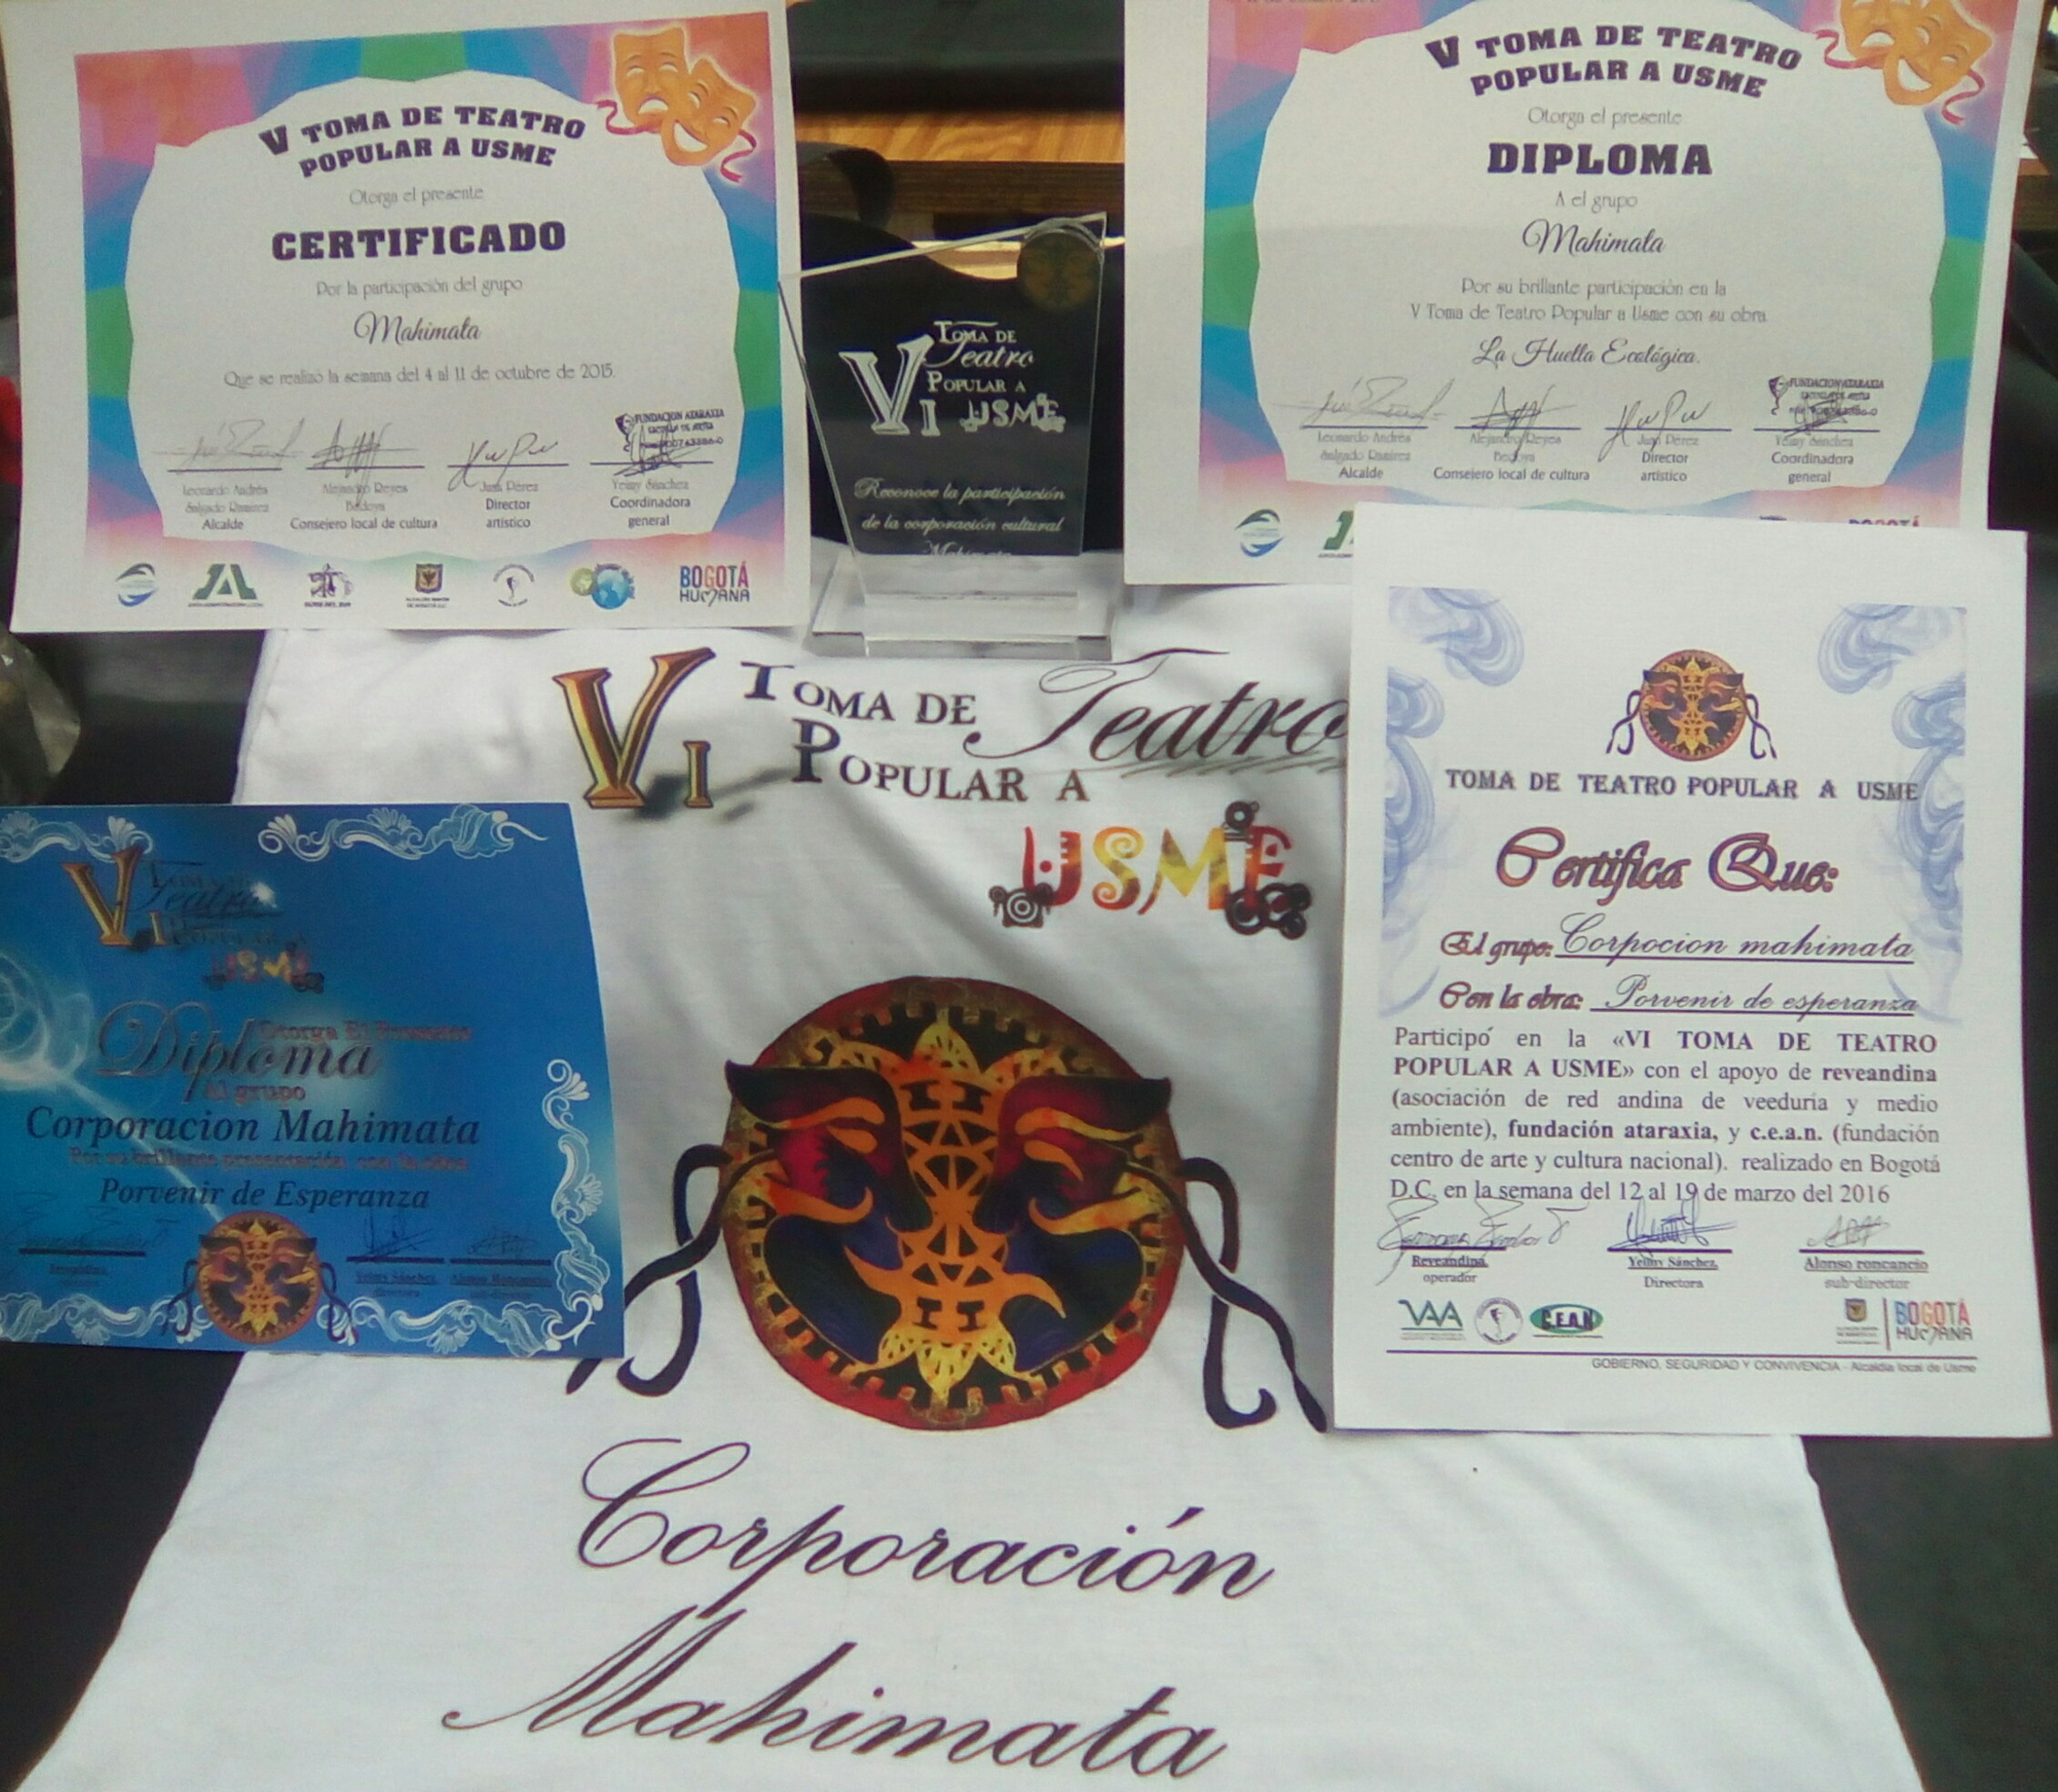 V TOMA DE TEATRO
POPULAR A USME
Otorga el presente
CERTIFICADO
Por la participación del grupo
Mahimata
Que se realizó la semana del 4 al 11 de octubre de 2015.
FUNDACION ATARAXIA
Leonardo Andrés
Salgado Ramírez
Alcalde
Alejandro Reyes
Bedoya
Consejero local de cultura
Juan Pérez
Director
artístico
Yeimy Sánchez
Coordinadora
general
JAL
BOGOTÁ
HUMANA
VI TOMA DE
Teatro
POPULAR A
USME
Reconoce la participación
de la corporación cultural
Mahimata
V TOMA DE TEATRO
POPULAR A USME
Otorga el presente
DIPLOMA
A el grupo
Mahimata
Por su brillante participación en la
V Toma de Teatro Popular a Usme con su obra
La Huella Ecológica.
FUNDACION ATARAXIA
Leonardo Andrés
Salgado Ramírez
Alcalde
Alejandro Reyes
Bedoya
Consejero local de cultura
Juan Pérez
Director
artístico
Yeimy Sánchez
Coordinadora
general
BOGOTÁ
VI TOMA DE Teatro
POPULAR A
USME
Corporación
Mahimata
VI
Teatro
USME
Otorga El Presente
Diploma
Al grupo
Corporacion Mahimata
Por su brillante presentación con la obra
Porvenir de Esperanza
Yeimy Sánchez
directora
Alonso Roncancio
sub-director
TOMA DE TEATRO POPULAR A USME
Certifica Que:
El grupo: Corpocion mahimata
Con la obra: Porvenir de esperanza
Participó en la «VI TOMA DE TEATRO
POPULAR A USME» con el apoyo de reveandina
(asociación de red andina de veeduría y medio
ambiente), fundación ataraxia, y c.e.a.n. (fundación
centro de arte y cultura nacional). realizado en Bogotá
D.C. en la semana del 12 al 19 de marzo del 2016
Reveandina
operador
Yeimy Sánchez
Directora
Alonso roncancio
sub-director
C.E.A.N
BOGOTÁ
HUMANA
GOBIERNO, SEGURIDAD Y CONVIVENCIA - Alcaldía local de Usme